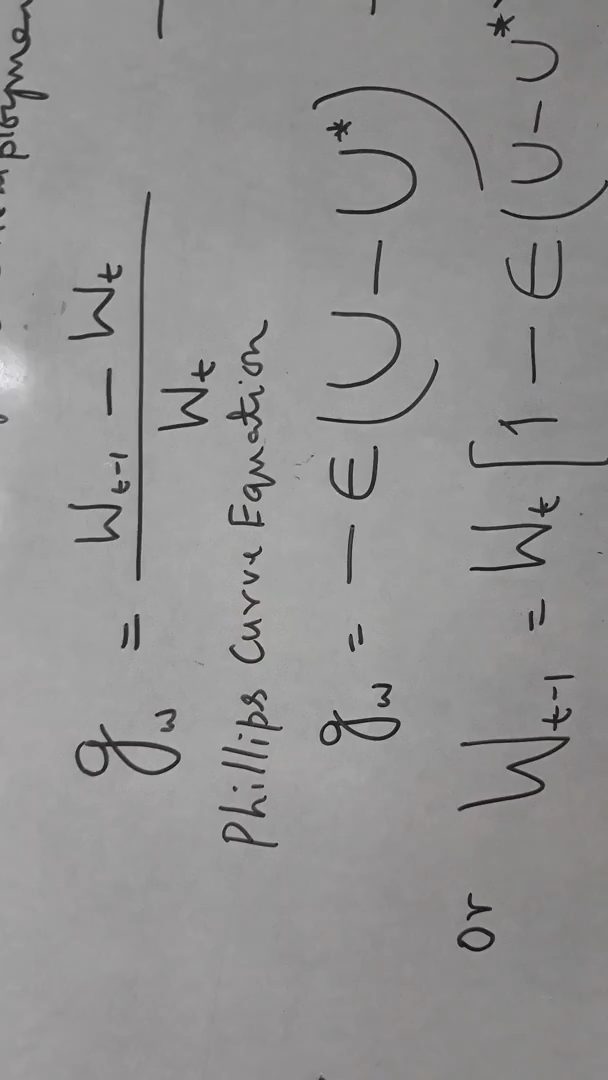 g_w = (W_{t-1} - W_t) / W_t -
Phillips Curve Equation
g_w = - ∈ (U - U*) -
or W_{t-1} = W_t [1 - ∈ (U - U*